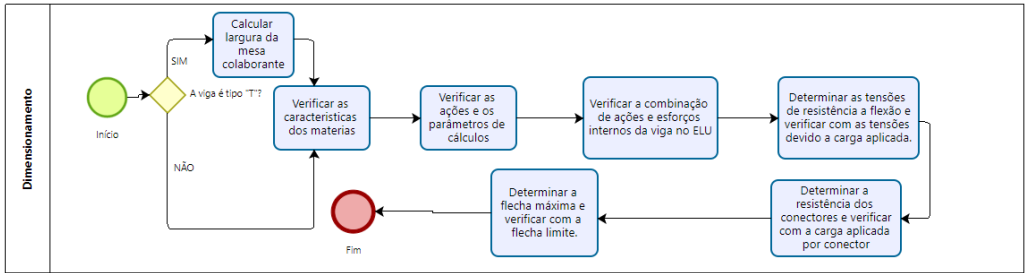 Dimensionamento
Início
A viga é tipo "T"?
SIM
NÃO
Calcular
largura da
mesa
colaborante
Verificar as
caracteristicas
dos materias
Verificar as
ações e os
parámetros de
cálculos
Verificar a combinação
de ações e esforços
internos da viga no ELU
Determinar as tensões
de resistência a flexão e
verificar com as tensões
devido a carga aplicada.
Determinar a
resistência dos
conectores e verificar
com a carga aplicada
por conector
Determinar a
flecha máxima e
verificar com a
flecha limite.
Fim